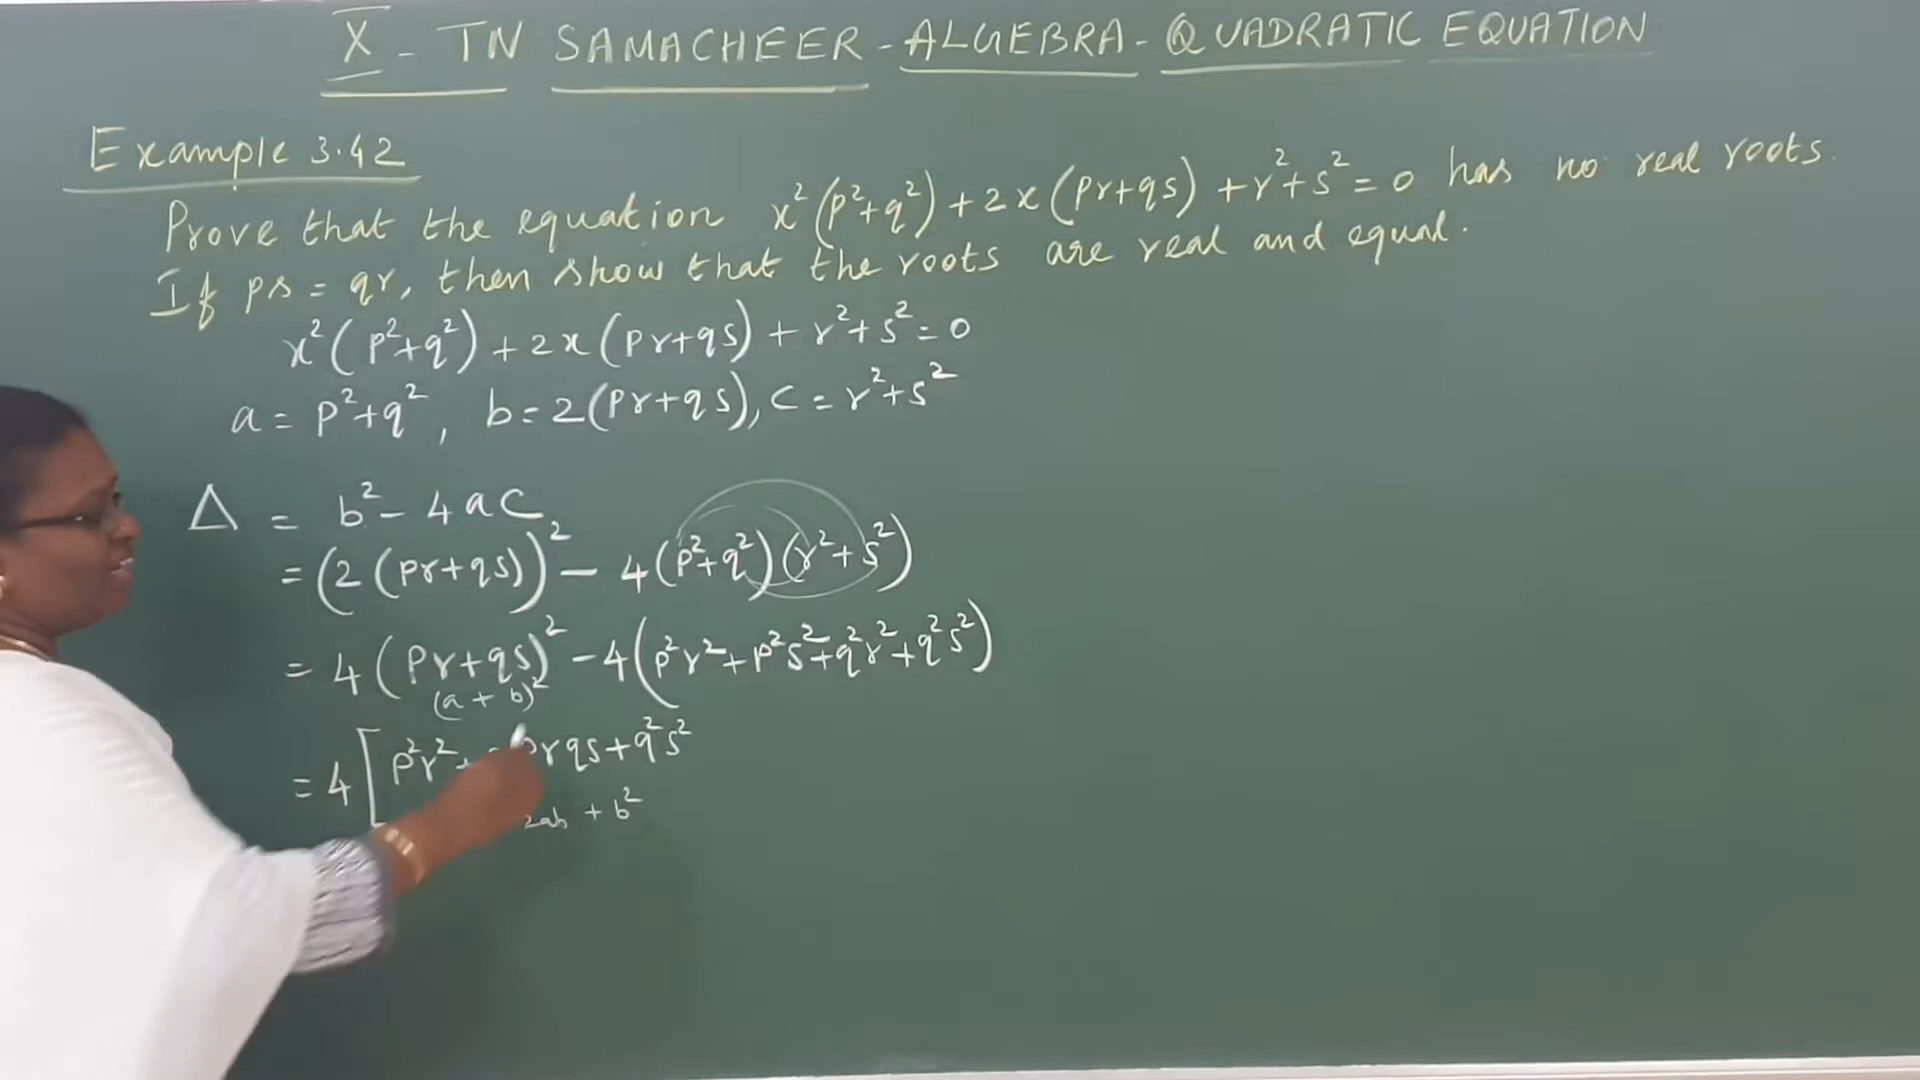 X - TN SAMACHEER - ALGEBRA - QUADRATIC EQUATION
Example 3.42
Prove that the equation x²(p²+q²)+2x(pr+qs)+r²+s²=0 has no real roots.
If ps = qr, then show that the roots are real and equal.
x²(p²+q²)+2x(pr+qs)+r²+s²=0
a = p²+q², b=2(pr+qs), c=r²+s²
Δ = b²-4ac
=(2(pr+qs))²-4(p²+q²)(r²+s²)
=4(pr+qs)²-4(p²r²+p²s²+q²r²+q²s²)
(a+b)²
=4[p²r²+ prqs+q²s²
2ab + b²